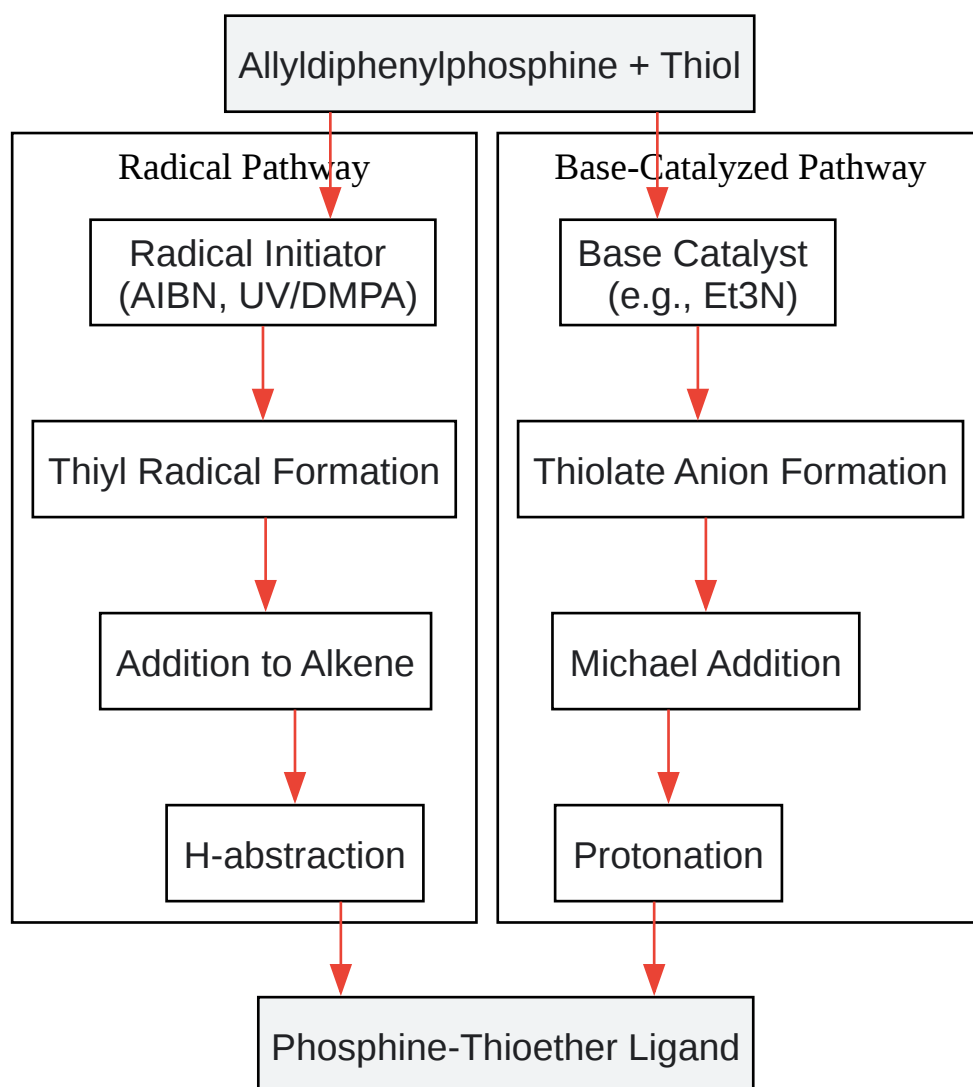 Allyldiphenylphosphine + Thiol
Radical Pathway
Radical Initiator
(AIBN, UV/DMPA)
Thiyl Radical Formation
Addition to Alkene
H-abstraction
Base-Catalyzed Pathway
Base Catalyst
(e.g., Et3N)
Thiolate Anion Formation
Michael Addition
Protonation
Phosphine-Thioether Ligand